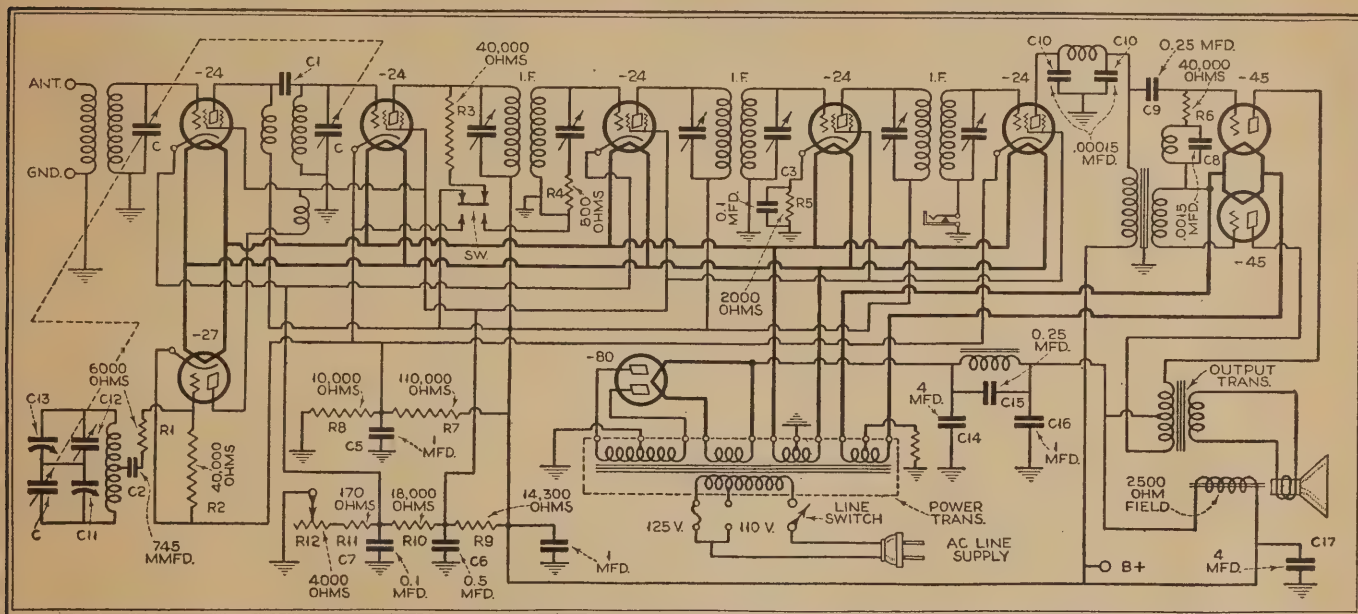 ANT.
GND.
-24
C1
-24
40,000
OHMS
I.F.
-24
I.F.
-24
I.F.
-24
C10
C10
0.25 MFD.
40,000
OHMS
-45
C
C
R3
R4
800
OHMS
SW.
0.1
MFD.
C3
R5
2000
OHMS
.00015
MFD.
C9
R6
C8
.0015
MFD.
-45
-27
6000
OHMS
C13
C12
R1
C2
40,000
OHMS
R2
C
C11
745
MMFD.
10,000
OHMS
110,000
OHMS
R8
C5
R7
1
MFD.
170
OHMS
18,000
OHMS
14,300
OHMS
R12
R11
R10
R9
C7
C6
4000
OHMS
0.1
MFD.
0.5
MFD.
1
MFD.
-80
0.25
MFD.
4
MFD.
C15
C14
C16
1
MFD.
125 V.
110 V.
LINE
SWITCH
POWER
TRANS.
AC LINE
SUPPLY
OUTPUT
TRANS.
2500
OHM
FIELD
4
MFD.
C17
B+